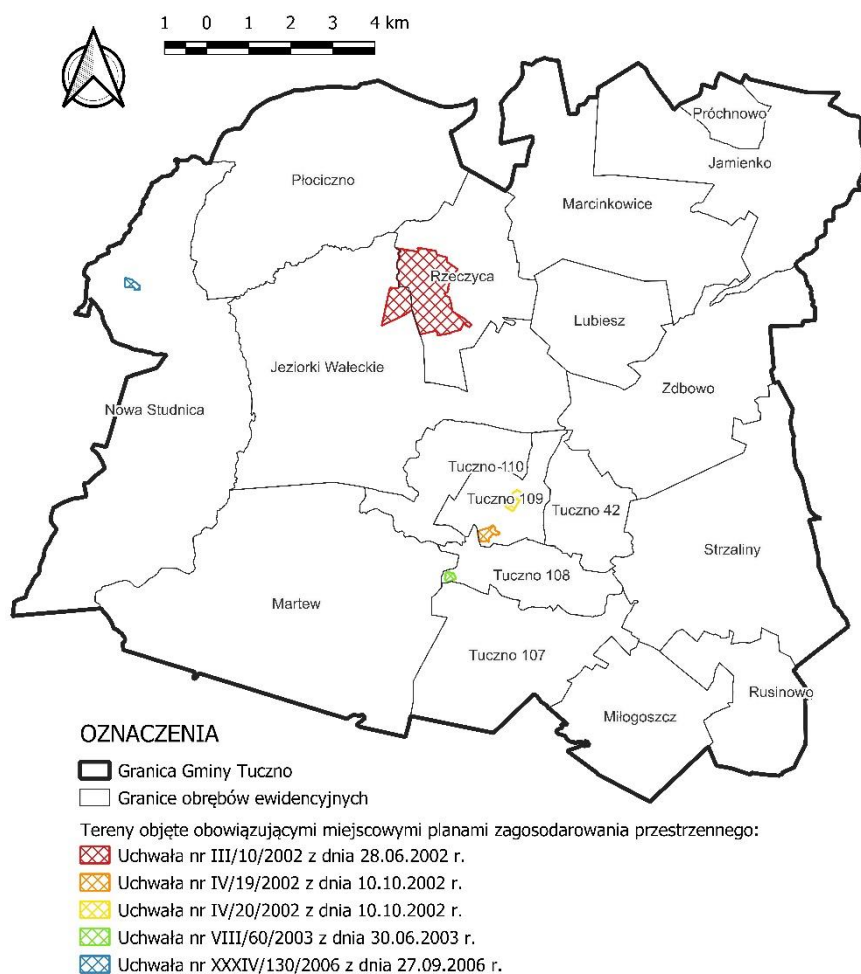 1 0 1 2 3 4 km
Próchnowo
Jamienko
Płociczno
Marcinkowice
Rzeczyca
Lubiesz
Jeziorki Wałeckie
Zdbowo
Nowa Studnica
Tuczno 110
Tuczno 109
Tuczno 42
Strzaliny
Tuczno 108
Martew
Tuczno 107
Rusinowo
Miłogoszcz
OZNACZENIA
Granica Gminy Tuczno
Granice obrębów ewidencyjnych
Tereny objęte obowiązującymi miejscowymi planami zagosodarowania przestrzennego:
Uchwała nr III/10/2002 z dnia 28.06.2002 r.
Uchwała nr IV/19/2002 z dnia 10.10.2002 r.
Uchwała nr IV/20/2002 z dnia 10.10.2002 r.
Uchwała nr VIII/60/2003 z dnia 30.06.2003 r.
Uchwała nr XXXIV/130/2006 z dnia 27.09.2006 r.